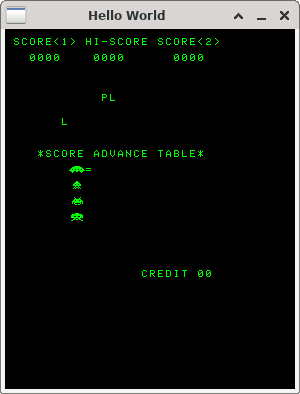 Hello World
SCORE<1> HI-SCORE SCORE<2>
0000 0000 0000
PL
L
*SCORE ADVANCE TABLE*
=
CREDIT 00